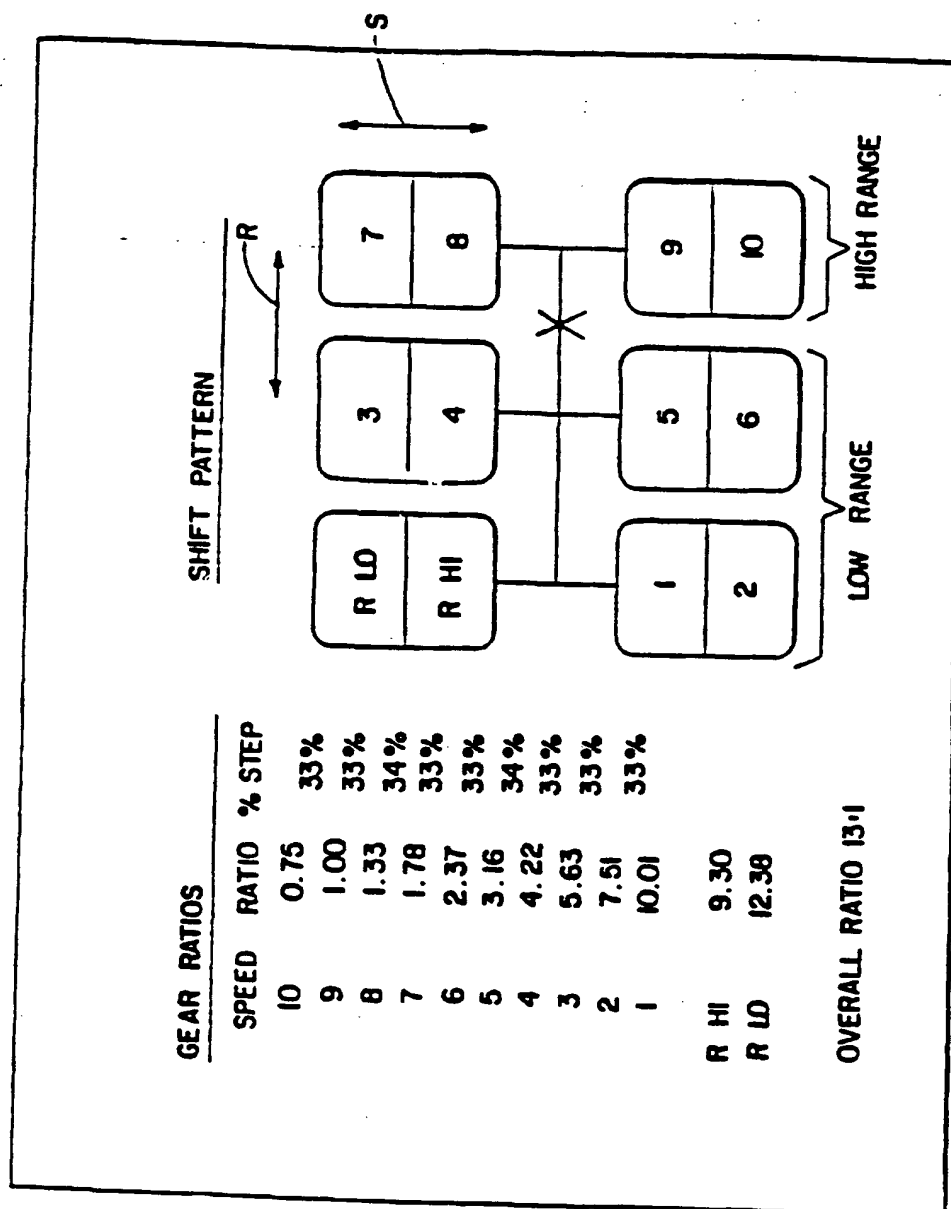 GEAR RATIOS
SPEED RATIO % STEP
10 0.75
33%
9 1.00
33%
8 1.33
34%
7 1.78
33%
6 2.37
33%
5 3.16
34%
4 4.22
33%
3 5.63
33%
2 7.51
33%
1 10.01
R HI 9.30
R LO 12.38
OVERALL RATIO 13:1
SHIFT PATTERN
R
S
R LO
R HI
3
4
7
8
1
2
5
6
9
10
LOW RANGE
HIGH RANGE